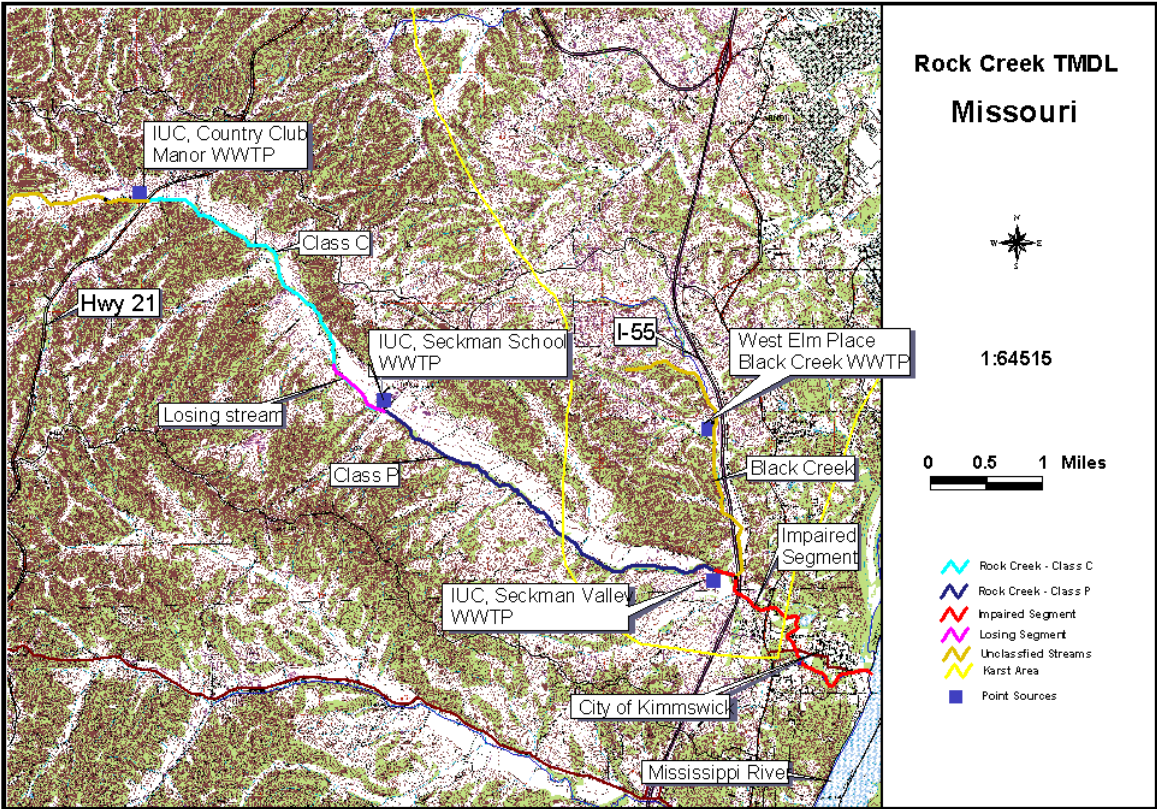 Rock Creek TMDL
Missouri
IUC, Country Club
Manor WWTP
N
W
E
S
Class C
Hwy 21
IUC, Seckman School
WWTP
I-55
West Elm Place
Black Creek WWTP
1:64515
Losing stream
Class P
Black Creek
0 0.5 1 Miles
Impaired
Segment
IUC, Seckman Valley
WWTP
Rock Creek - Class C
Rock Creek - Class P
Impaired Segment
Losing Segment
Unclassfied Streams
Karst Area
Point Sources
City of Kimmswick
Mississippi River